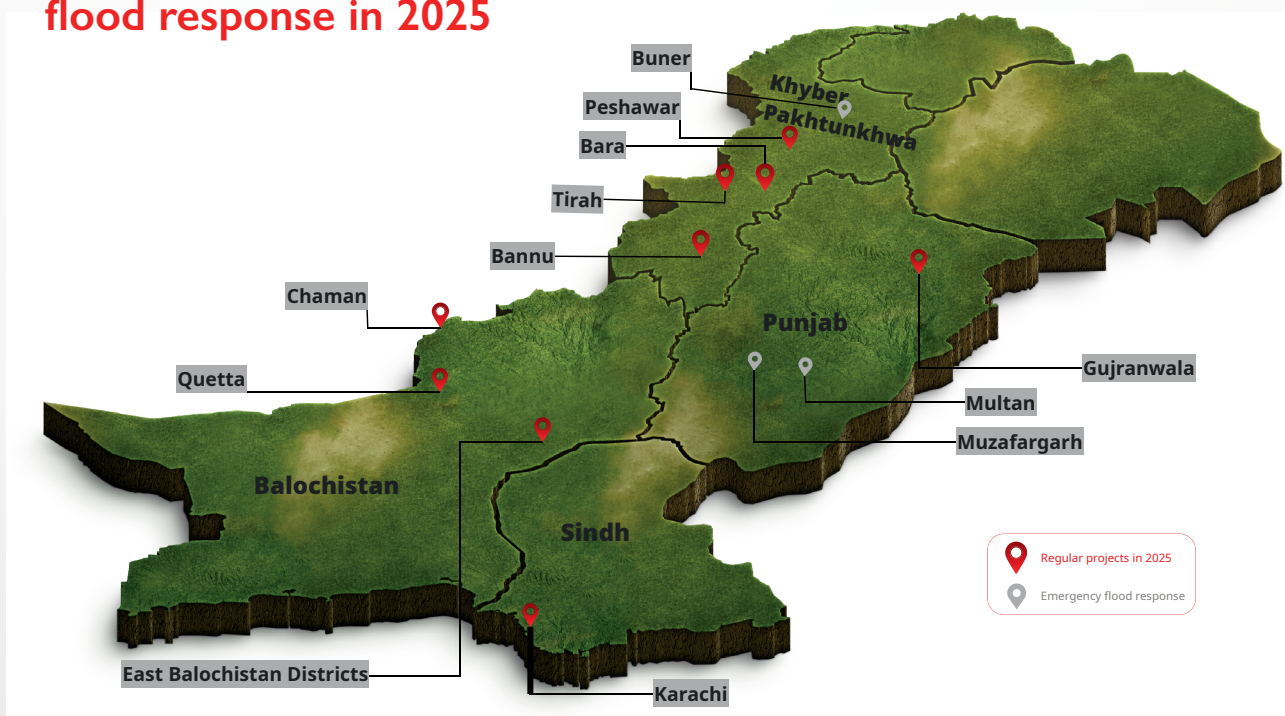 flood response in 2025
Buner
Khyber
Pakhtunkhwa
Peshawar
Bara
Tirah
Bannu
Chaman
Punjab
Quetta
Gujranwala
Multan
Muzafargarh
Balochistan
Sindh
Regular projects in 2025
Emergency flood response
East Balochistan Districts
Karachi